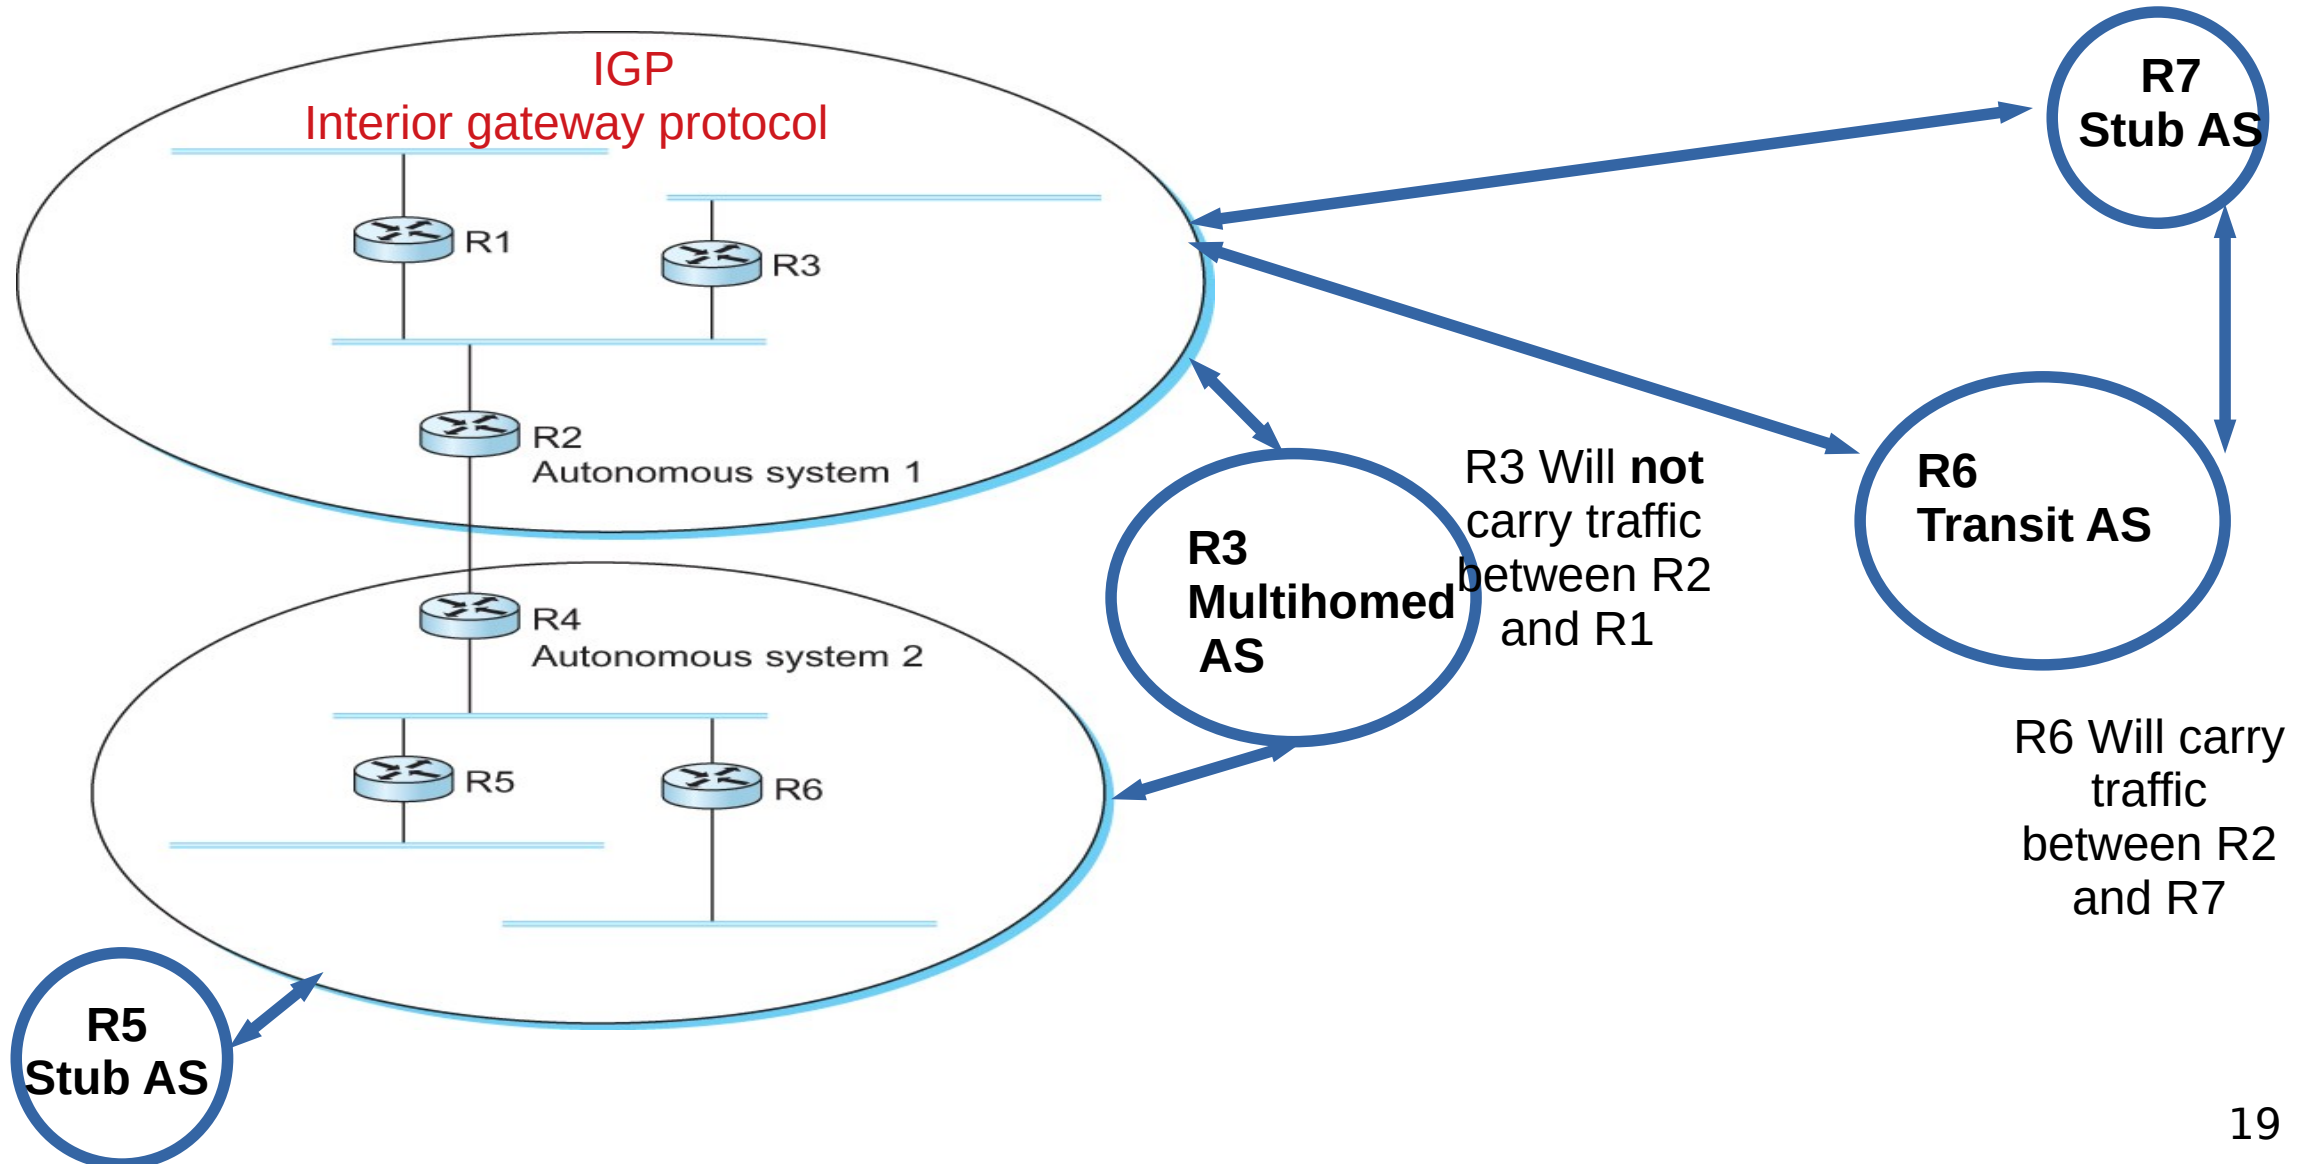 IGP
Interior gateway protocol
R1
R3
R2
Autonomous system 1
R4
Autonomous system 2
R5
R6
R5
Stub AS
R3
Multihomed
AS
R3 Will not
carry traffic
between R2
and R1
R7
Stub AS
R6
Transit AS
R6 Will carry
traffic
between R2
and R7
19